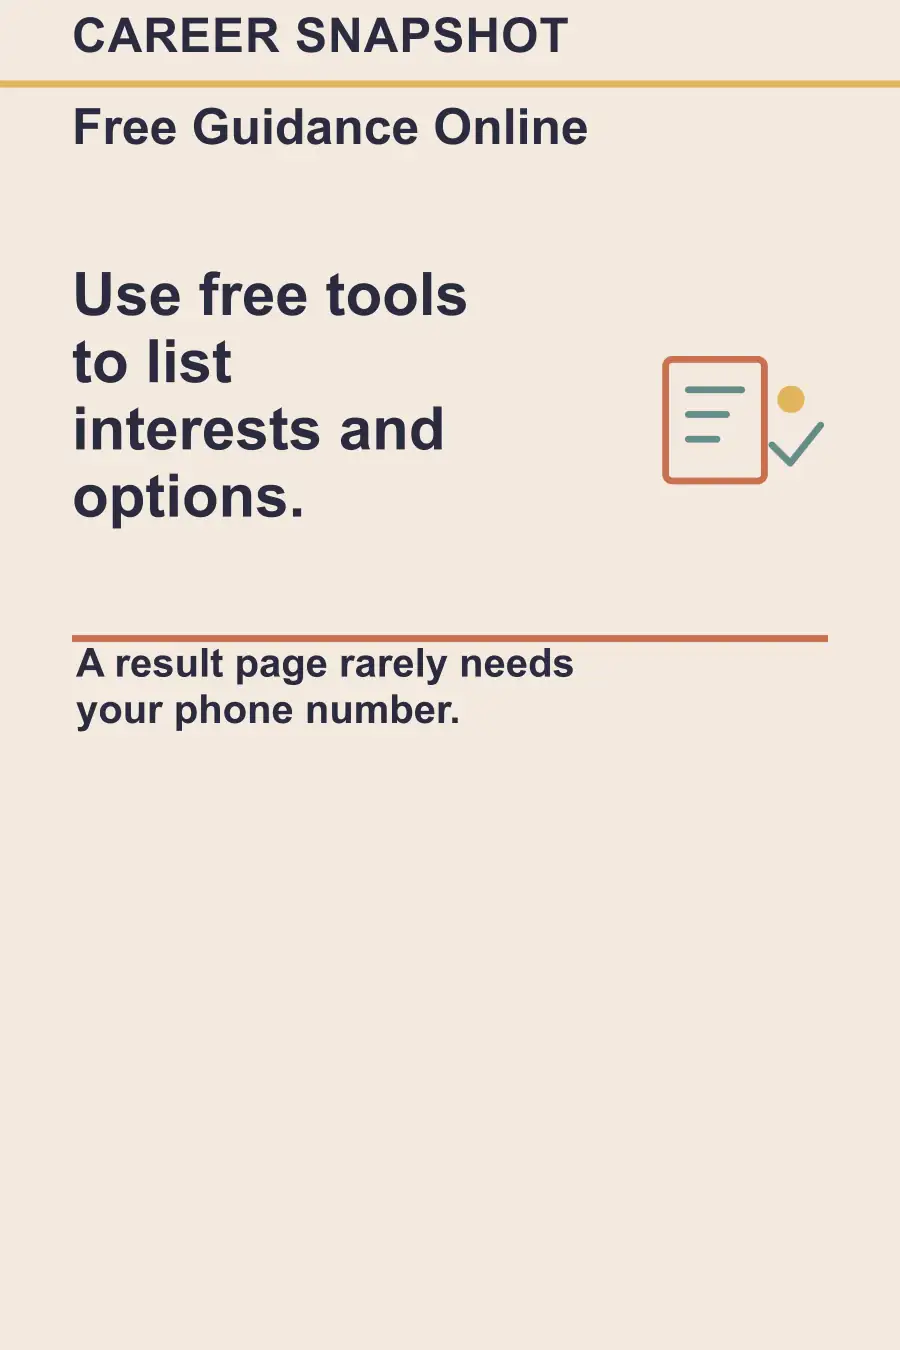 CAREER SNAPSHOT
Free Guidance Online
Use free tools
to list
interests and
options.
A result page rarely needs
your phone number.